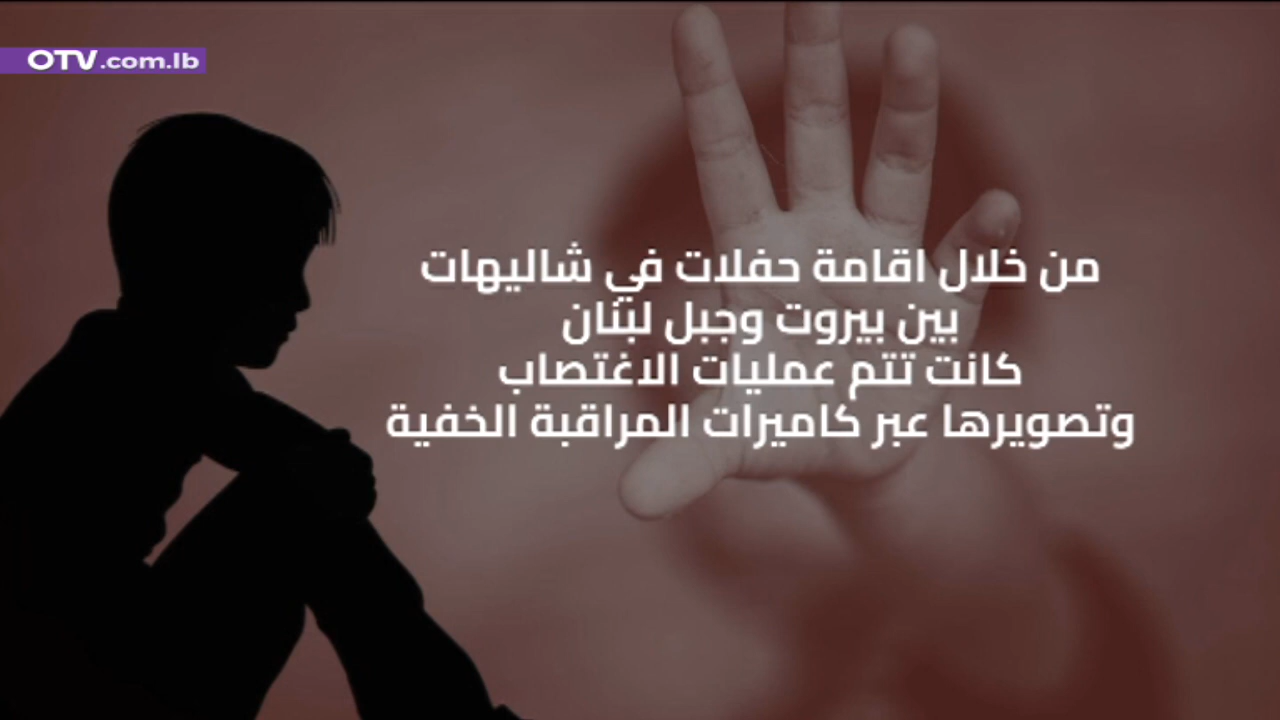 OTV.com.lb
من خلال اقامة حفلات في شاليهات
بين بيروت وجبل لبنان
كانت تتم عمليات الاغتصاب
وتصويرها عبر كاميرات المراقبة الخفية